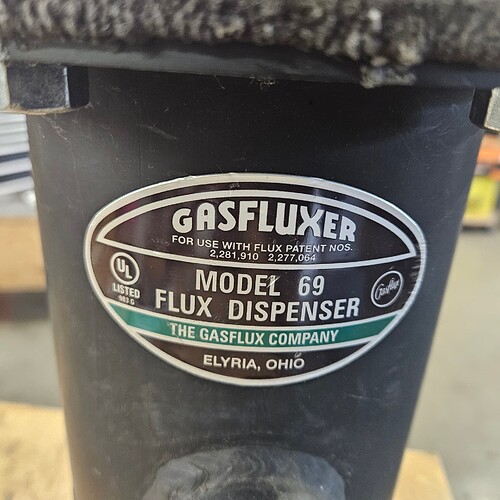 GASFLUXER
FOR USE WITH FLUX PATENT NOS.
2,281,910 2,277,064
UL
LISTED
MODEL 69
FLUX DISPENSER
Gasflux
THE GASFLUX COMPANY
ELYRIA, OHIO